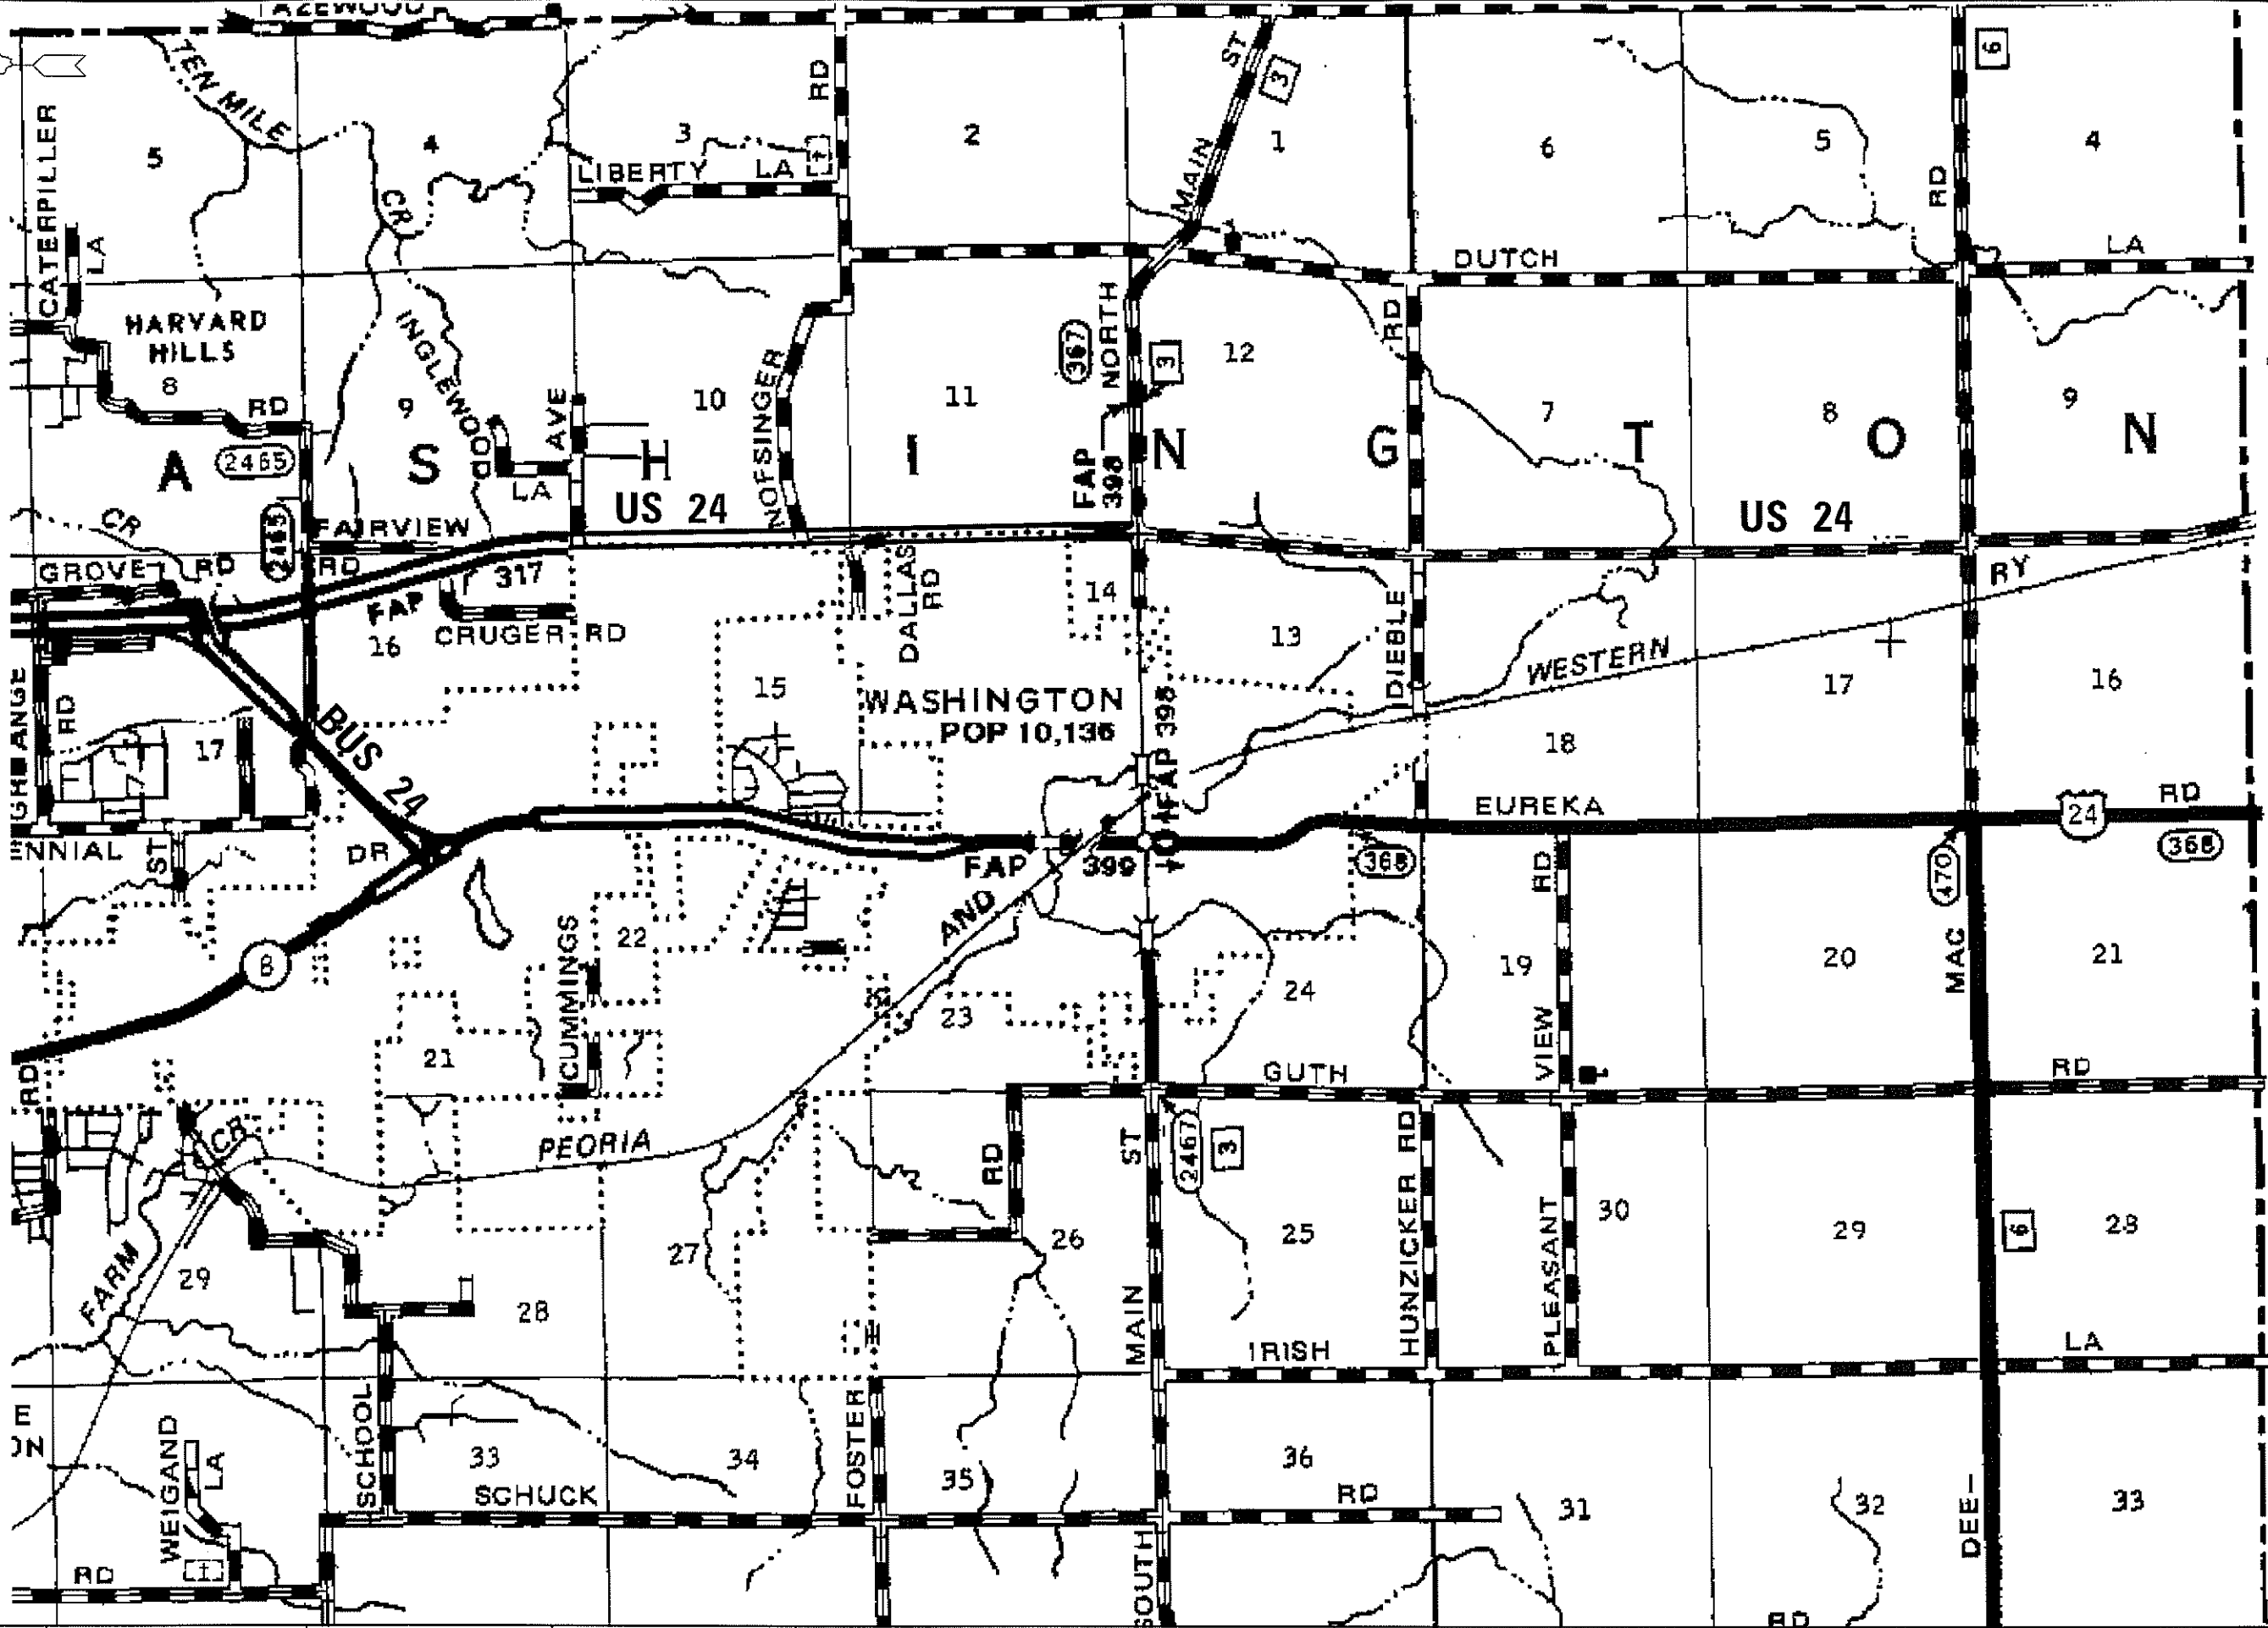 AZEWOOD
TEN MILE
CR
5
4
3
2
1
6
5
4
6
CATERPILLER
LA
LIBERTY LA
RD
MAIN ST
3
RD
DUTCH
LA
HARVARD
HILLS
8
RD
9
INGLEWOOD
LA
AVE
10
NOFSINGER
11
367
NORTH
3
12
RD
7
8
9
A
S
H
I
N
G
T
O
N
2465
2465
US 24
FAP
398
US 24
CR
FAIRVIEW
RD
GROVE RD
FAP 317
CRUGER RD
16
DALLAS
RD
14
13
DIEBLE
WESTERN
RY
RD
17
15
WASHINGTON
POP 10,136
FAP 398
18
17
16
BUS 24
EUREKA
RD
24
368
368
470
DR
ST
FAP 399
AND
8
CUMMINGS
22
21
23
24
19
20
21
VIEW RD
MAC
RD
GUTH
RD
CR
PEORIA
RD
ST
2467
3
HUNZICKER RD
PLEASANT
FARM
29
28
27
26
25
30
29
28
6
MAIN
IRISH
LA
E
ON
WEIGAND
LA
SCHOOL
33
34
FOSTER
35
36
31
32
33
SCHUCK
RD
DEE-
RD
SOUTH
RD